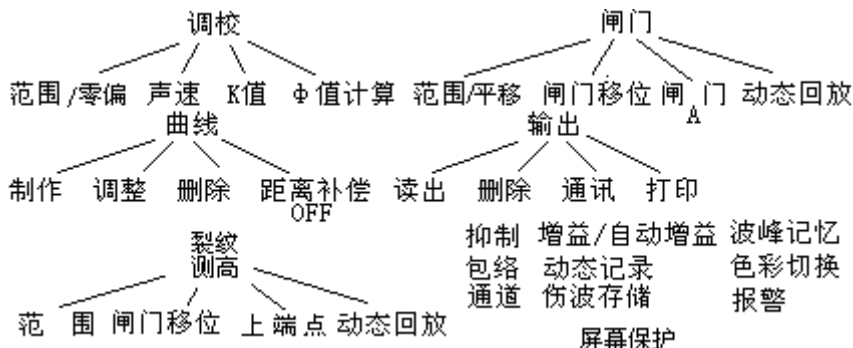 调校 闸门
范围/零偏 声速 K值 Φ值计算 范围/平移 闸门移位 闸 门 动态回放
A
曲线 输出
制作 调整 删除 距离补偿 读出 删除 通讯 打印
OFF
裂纹 抑制 增益/自动增益 波峰记忆
测高 包络 动态记录 色彩切换
通道 伤波存储 报警
范 围 闸门移位 上端点 动态回放
屏幕保护